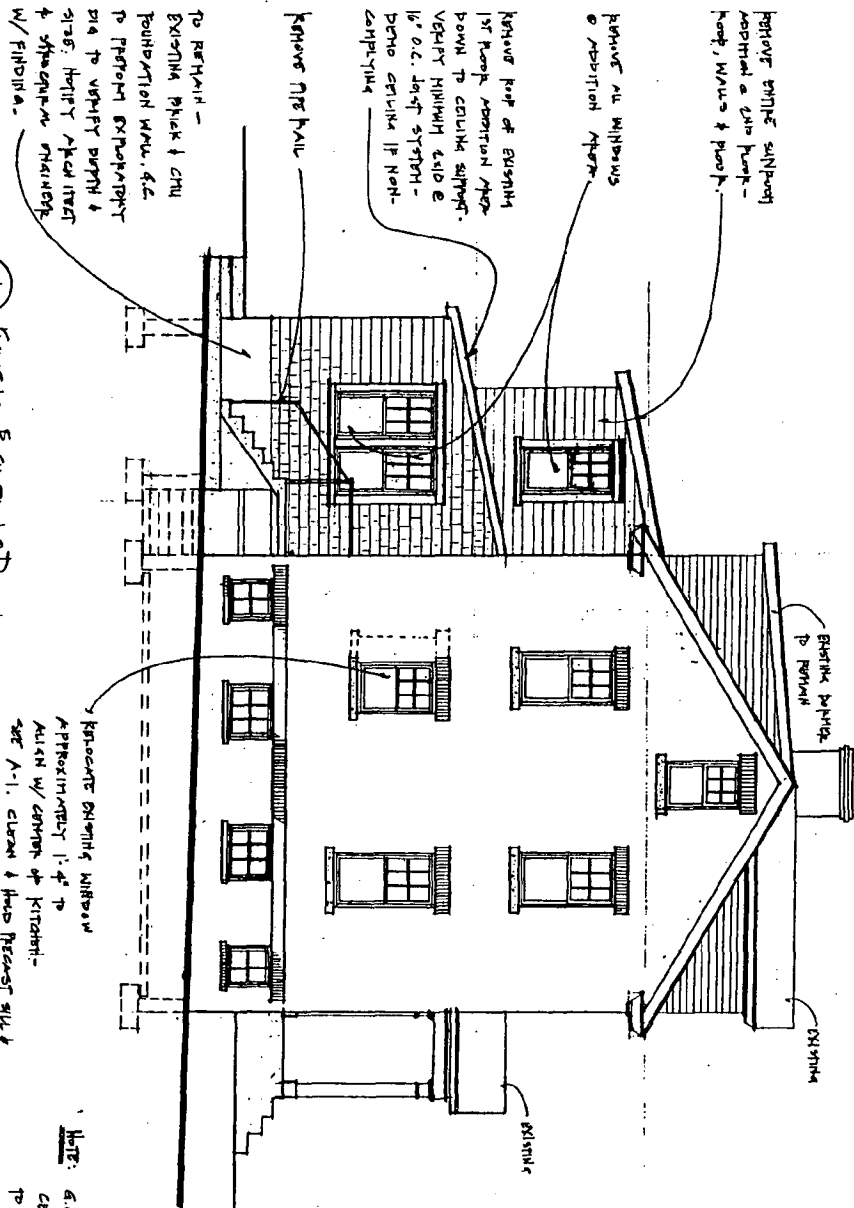 REMOVE ENTIRE SUNROOM
ADDITION @ 2ND FLOOR -
ROOF, WALLS & FLOOR.
REMOVE ALL WINDOWS
@ ADDITION AREA
REMOVE ROOF OF EXISTING
1ST FLOOR ADDITION AREA
DOWN TO CEILING SUPPORT.
VERIFY MINIMUM 2X10 @
16" O.C. JOIST SYSTEM -
DEMO CEILING IF NON-
COMPLYING
REMOVE PIPE RAIL
TO REMAIN -
EXISTING BRICK & CMU
FOUNDATION WALL. G.C.
TO PERFORM EXPLORATORY
DIG TO VERIFY DEPTH &
SIZE. NOTIFY ARCHITECT
& STRUCTURAL ENGINEER
W/ FINDING.
EXISTING DORMER
TO REMAIN
EXISTING
EXISTING
RELOCATE EXISTING WINDOW
APPROXIMATELY 1'-4" TO
ALIGN W/ CENTER OF KITCHEN -
SEE A-1. CLEAN & HOLD PRECAST SILL &
NOTE: G.
TO